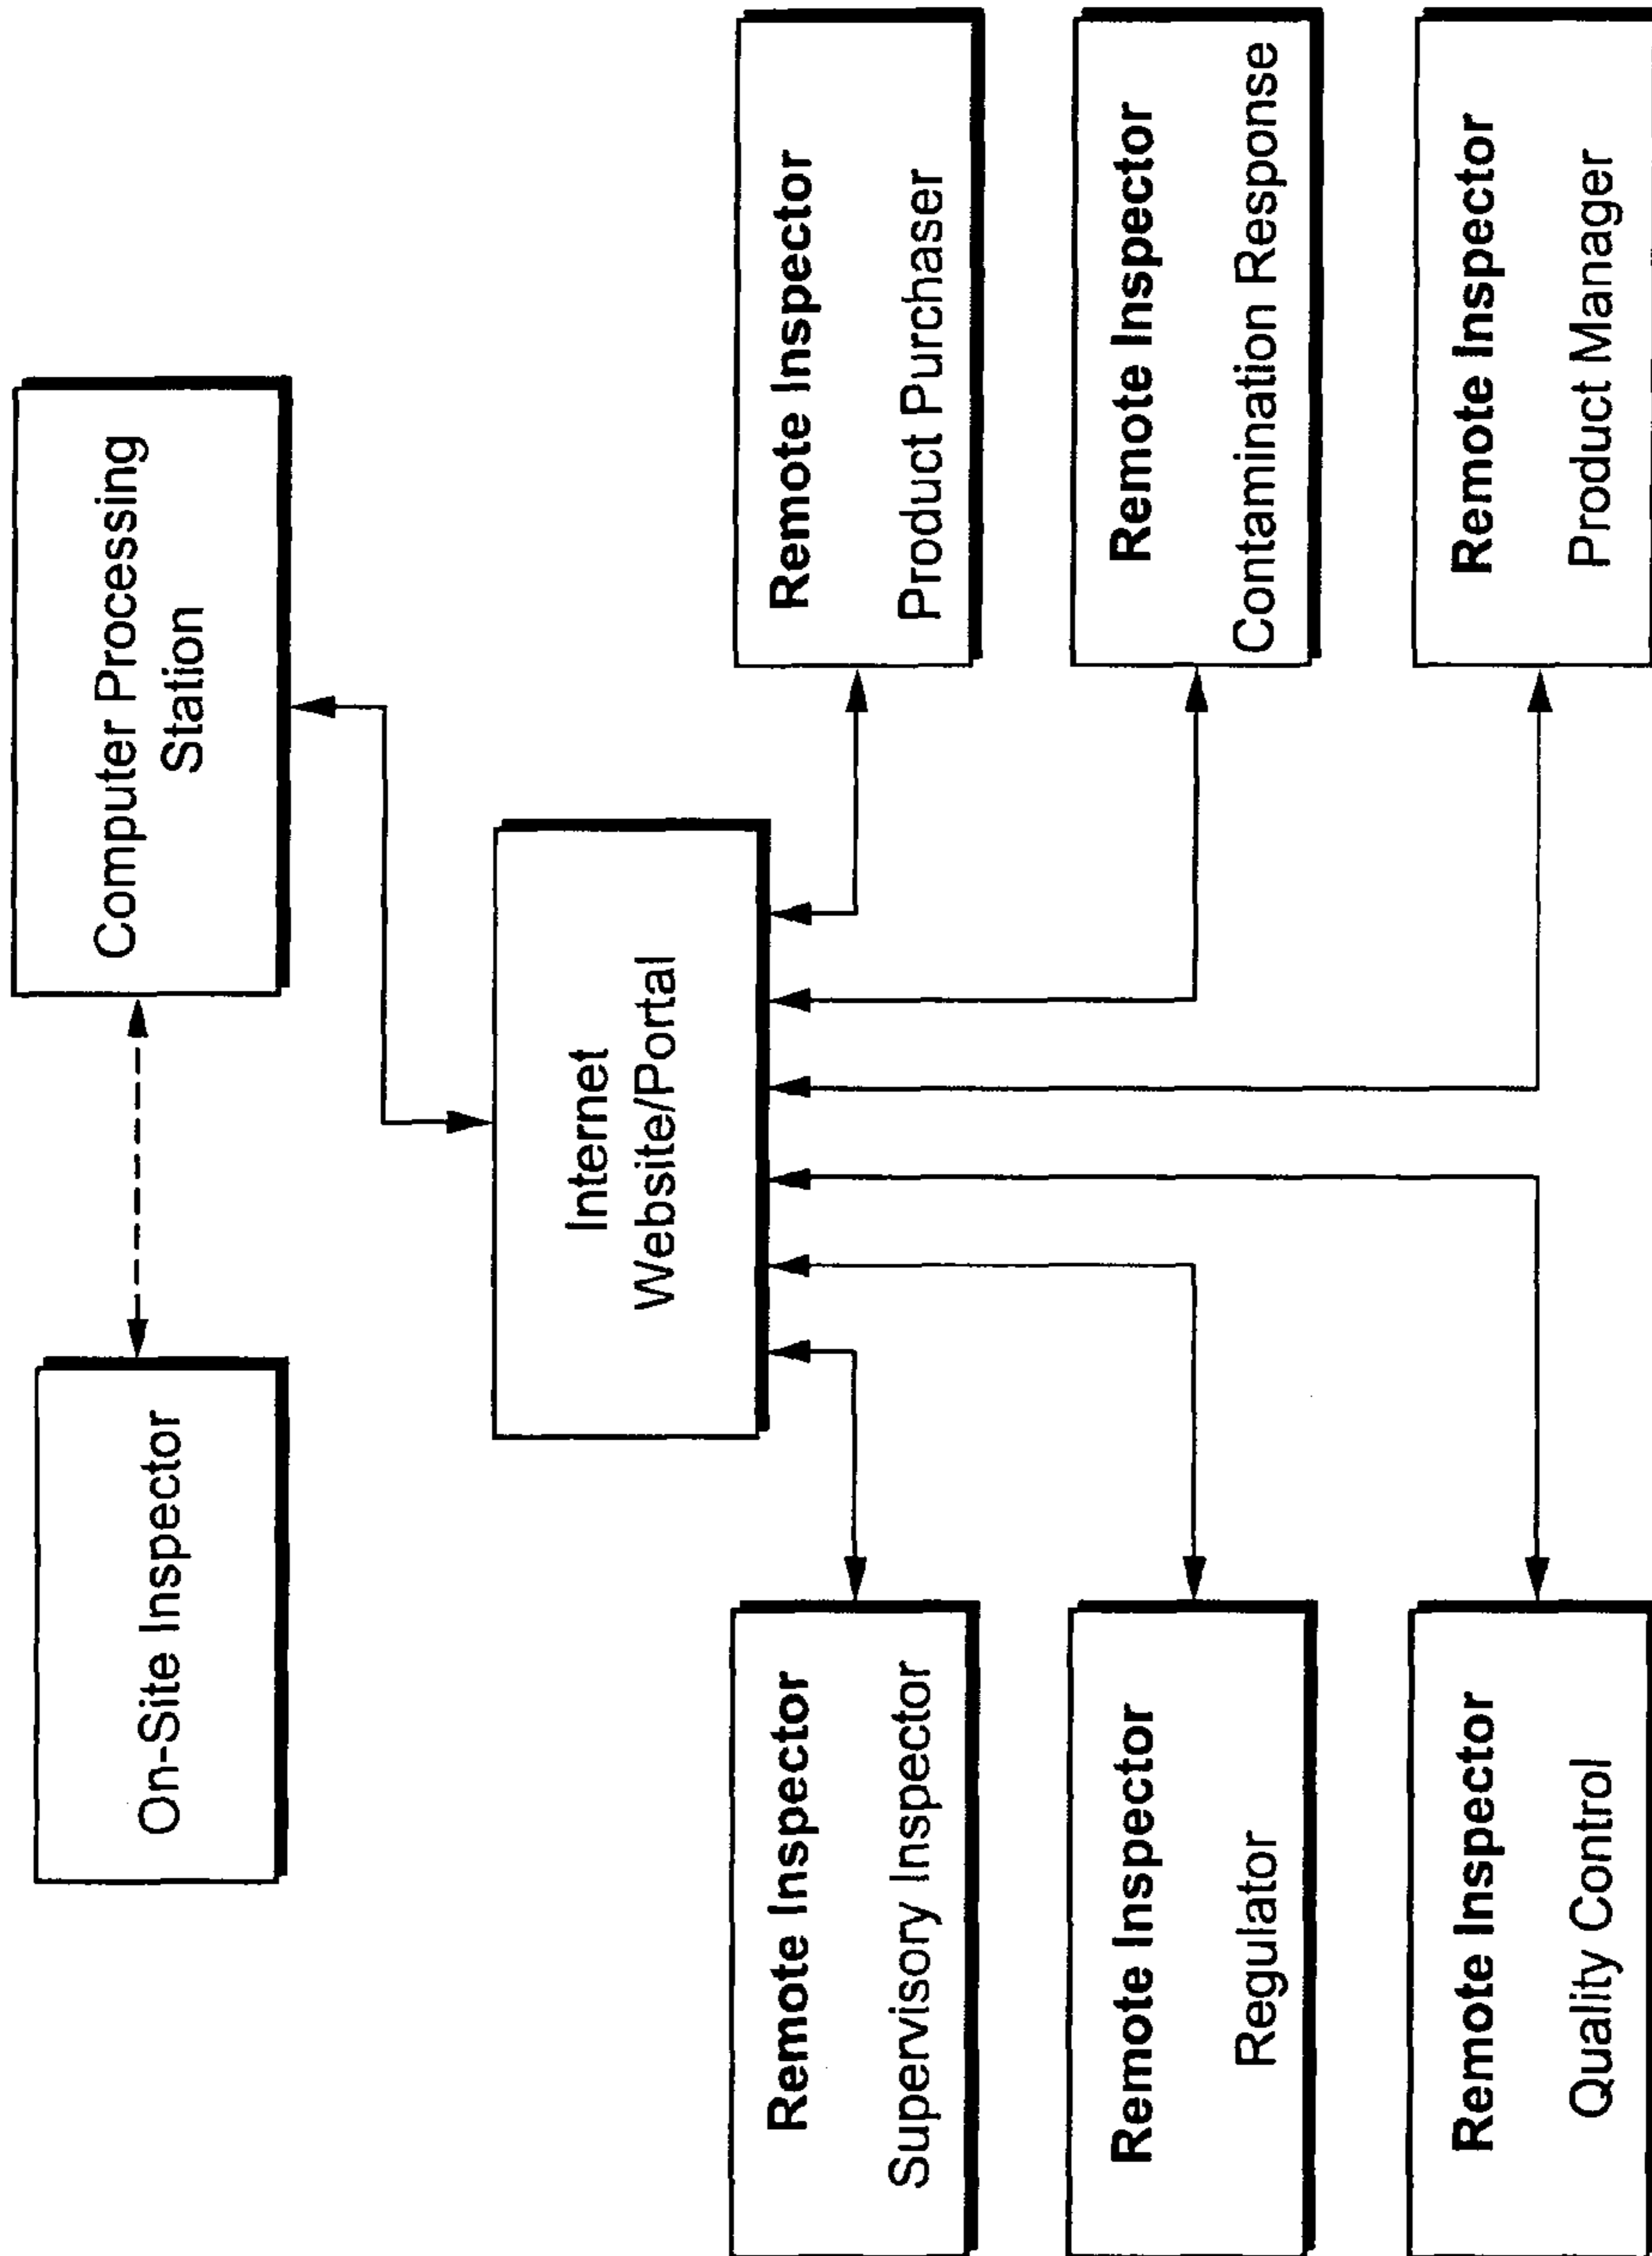 On-Site Inspector
Computer Processing
Station
Internet
Website/Portal
Remote Inspector
Supervisory Inspector
Remote Inspector
Product Purchaser
Remote Inspector
Regulator
Remote Inspector
Contamination Response
Remote Inspector
Quality Control
Remote Inspector
Product Manager